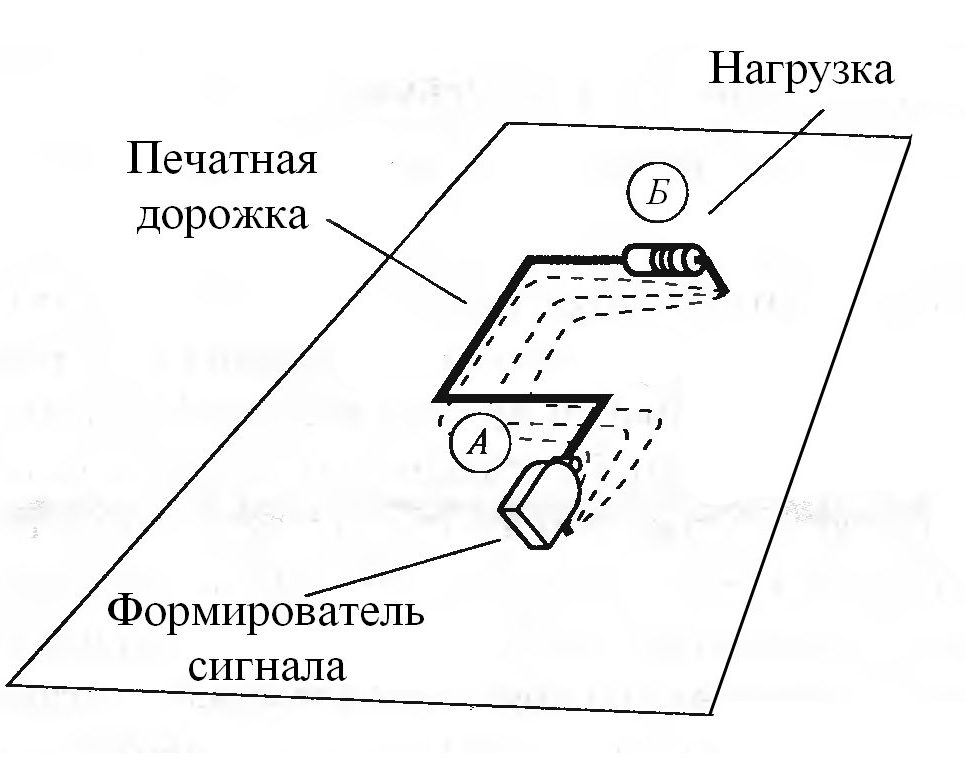 Нагрузка
Печатная
дорожка
Б
А
Формирователь
сигнала